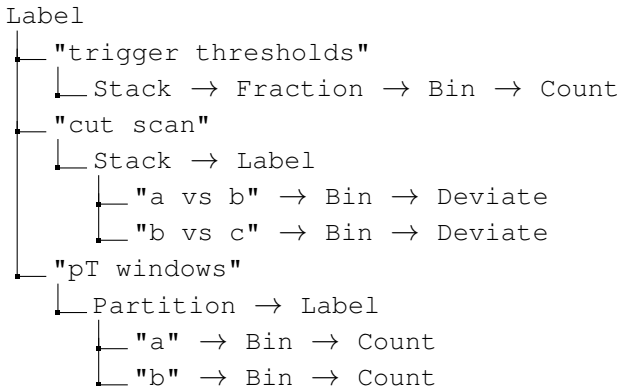 Label
"trigger thresholds"
Stack → Fraction → Bin → Count
"cut scan"
Stack → Label
"a vs b" → Bin → Deviate
"b vs c" → Bin → Deviate
"pT windows"
Partition → Label
"a" → Bin → Count
"b" → Bin → Count